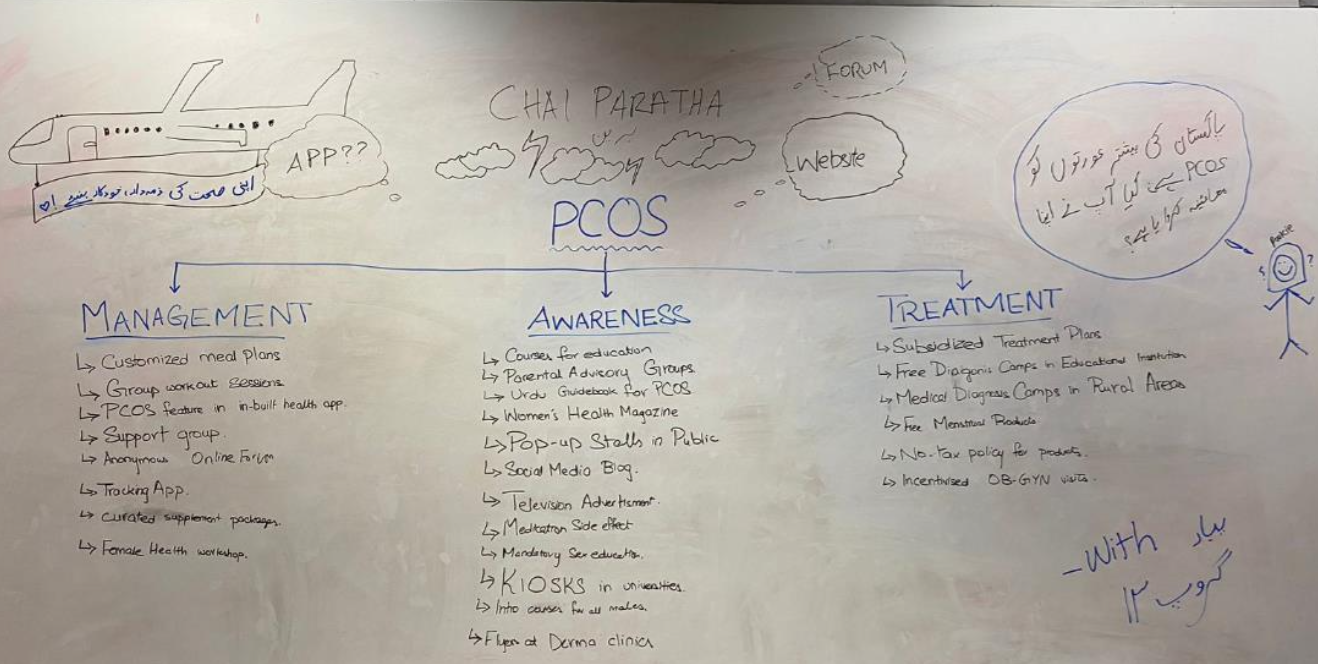 CHAI PARATHA
FORUM
APP??
Website
اپنی صحت کی ذمہ دار، خود کار بنیے!
PCOS
پاکستان کی بیشتر عورتوں کو
PCOS ہے، کیا آپ نے اپنا
معائنہ کروایا ہے؟
?
?
MANAGEMENT
↳ Customized meal plans
↳ Group workout sessions
↳ PCOS feature in in-built health app.
↳ Support group.
↳ Anonymous Online Forum
↳ Tracking App.
↳ curated supplement packages.
↳ Female Health workshop.
AWARENESS
↳ Courses for education
↳ Parental Advisory Groups
↳ Urdu Guidebook for PCOS
↳ Women's Health Magazine
↳ Pop-up Stalls in Public
↳ Social Media Blog.
↳ Television Advertisment.
↳ Side effect
↳ Mandatory Sex education.
↳ KIOSKS in universities.
↳ Intro courses for all males.
↳ Flyers at Derma clinics
TREATMENT
↳ Subsidized Treatment Plans
↳ Free Camps in Educational
↳ Medical Diagnosis Camps in Rural Areas
↳ Free Menstrual Products
↳ No-tax policy for products.
↳ Incentivised OB-GYN visits.
- With پیار
گروپ ۱۳